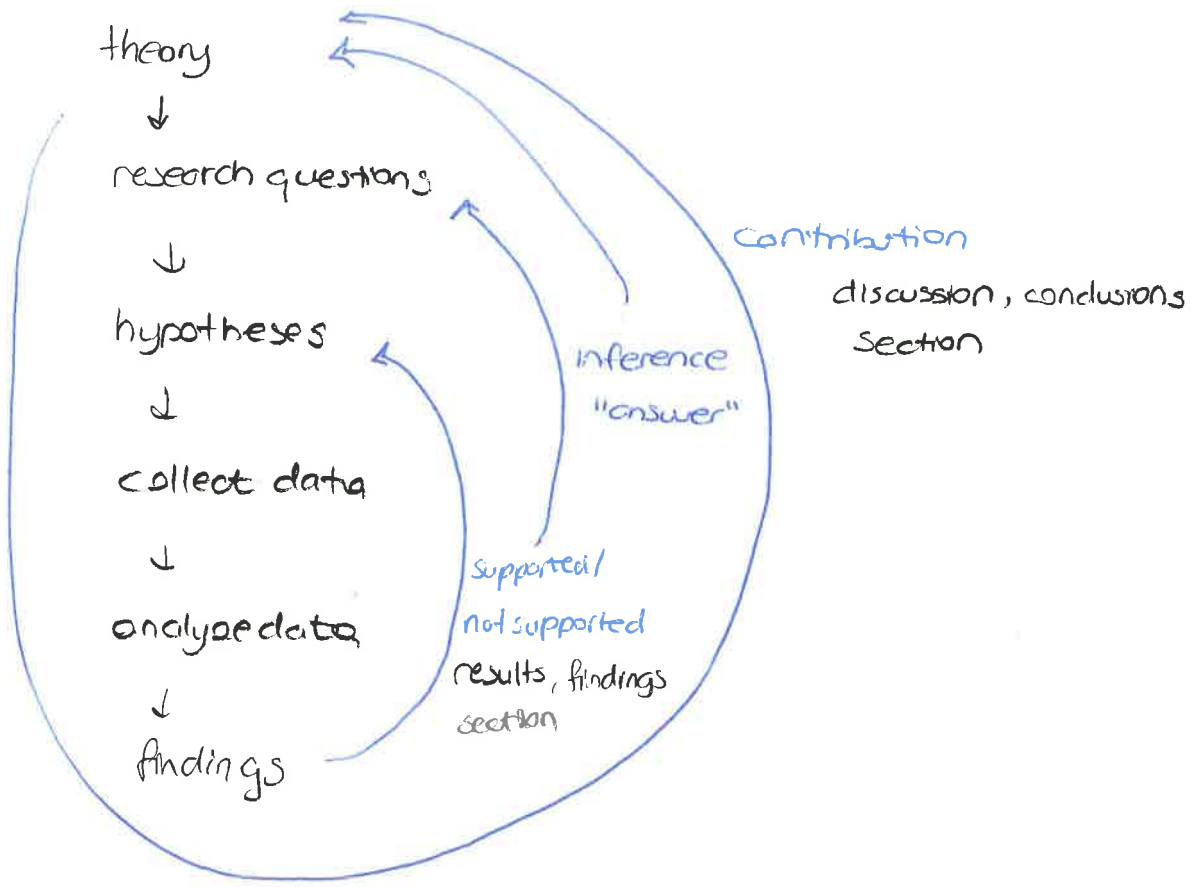 theory
↓
research questions
↓
hypotheses
↓
collect data
↓
analyze data
↓
findings
contribution
discussion, conclusions
section
inference
"answer"
supported/
not supported
results, findings
section